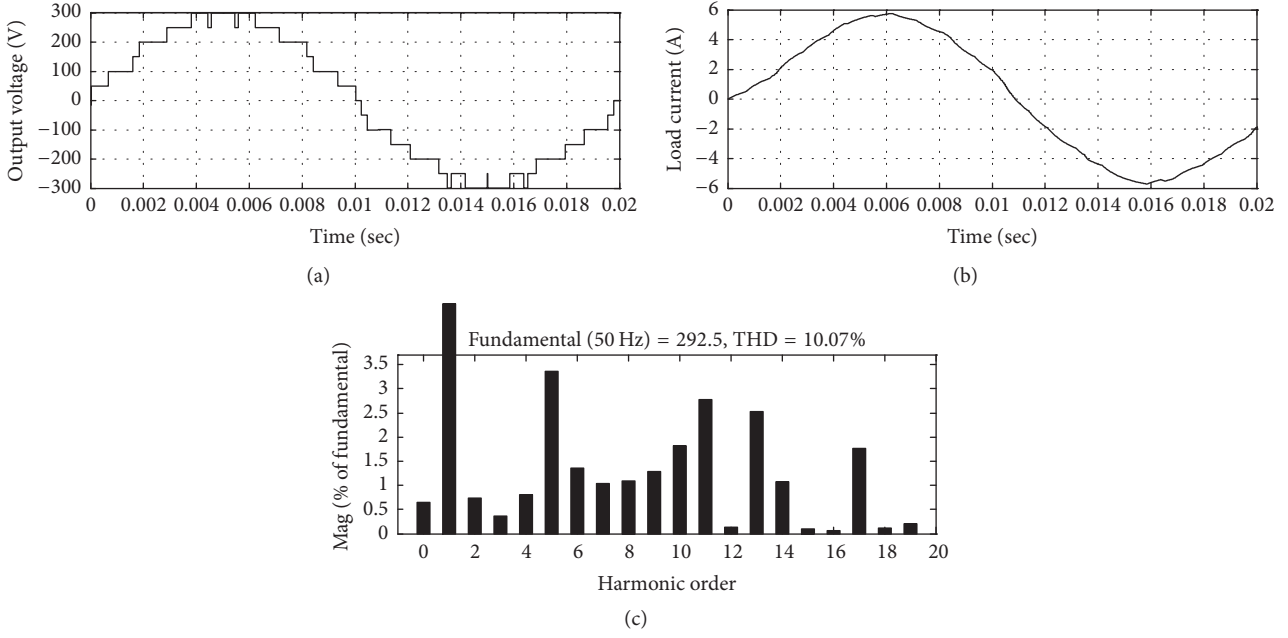 300
200
100
0
−100
−200
−300
Output voltage (V)
0 0.002 0.004 0.006 0.008 0.01 0.012 0.014 0.016 0.018 0.02
Time (sec)
(a)
6
4
2
0
−2
−4
−6
Load current (A)
0 0.002 0.004 0.006 0.008 0.01 0.012 0.014 0.016 0.018 0.02
Time (sec)
(b)
Fundamental (50 Hz) = 292.5, THD = 10.07%
3.5
3
2.5
2
1.5
1
0.5
0
Mag (% of fundamental)
0 2 4 6 8 10 12 14 16 18 20
Harmonic order
(c)